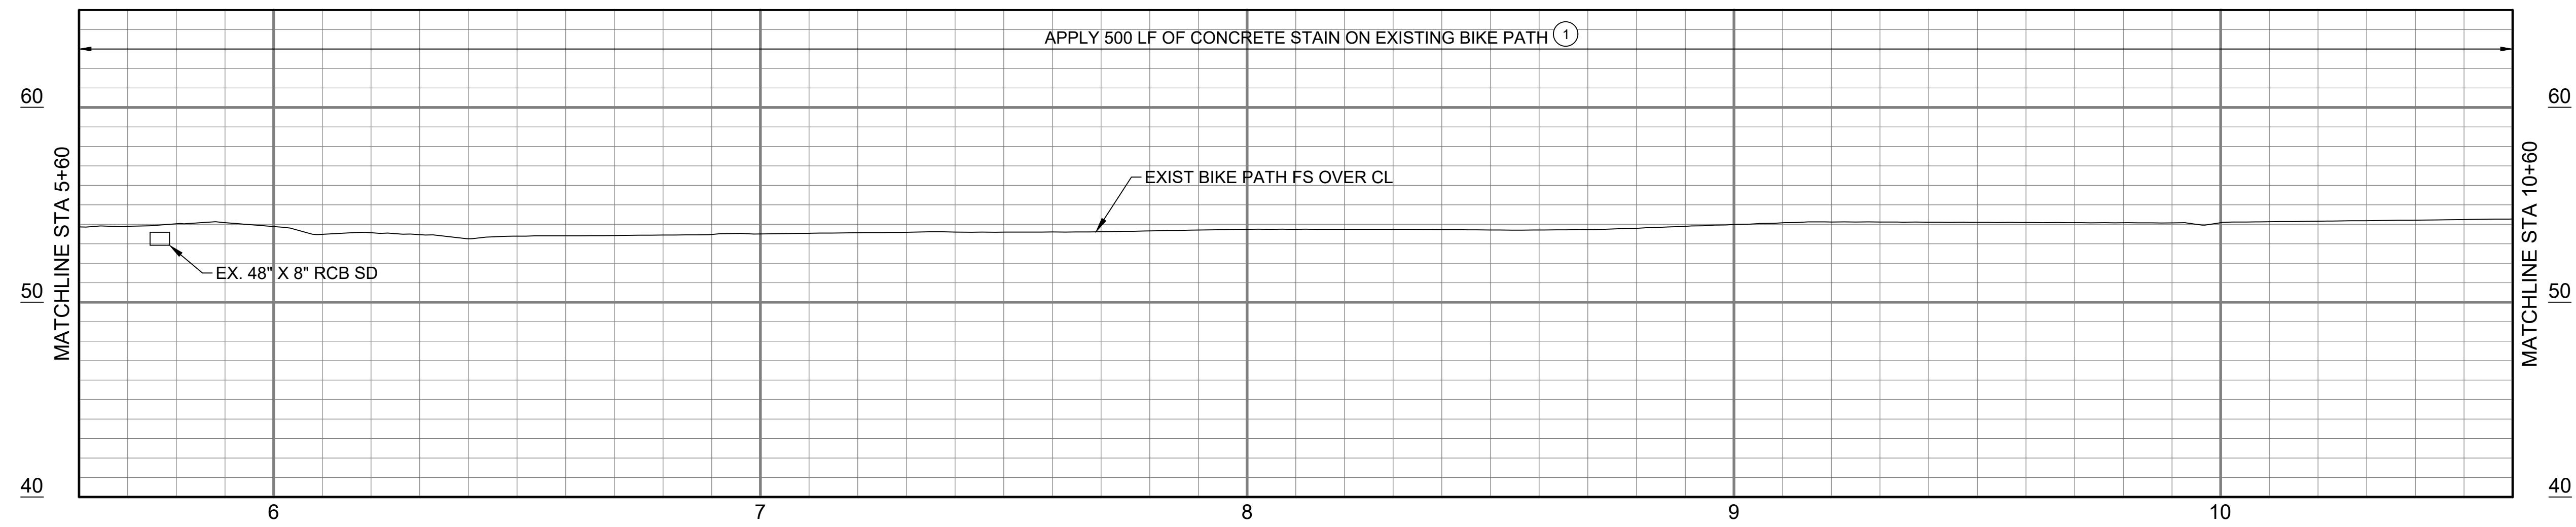 APPLY 500 LF OF CONCRETE STAIN ON EXISTING BIKE PATH 1
60
60
MATCHLINE STA 5+60
MATCHLINE STA 10+60
EXIST BIKE PATH FS OVER CL
EX. 48" X 8" RCB SD
50
50
40
40
6
7
8
9
10